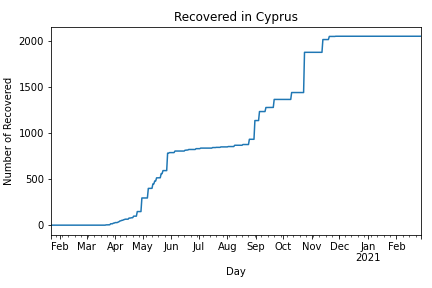 Recovered in Cyprus
Number of Recovered
2000
1500
1000
500
0
Feb Mar Apr May Jun Jul Aug Sep Oct Nov Dec Jan Feb
2021
Day